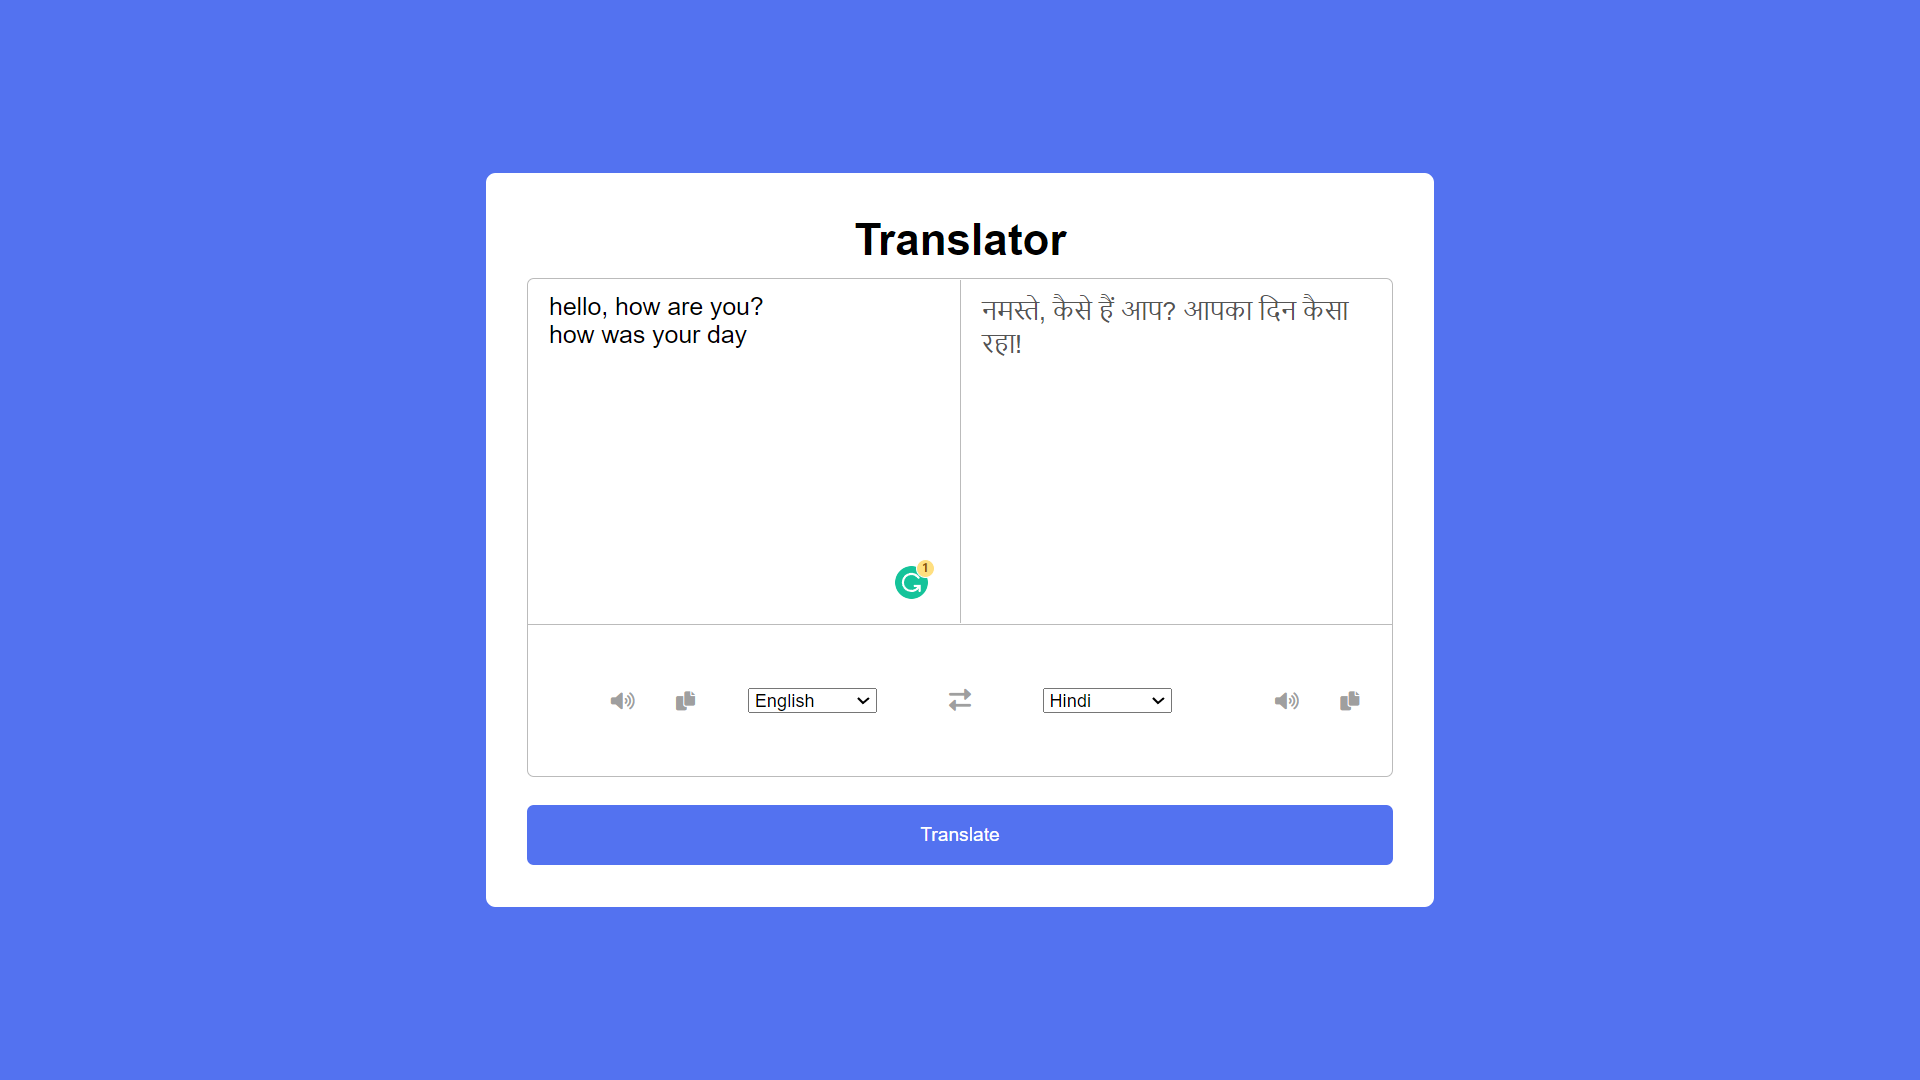 Translator
hello, how are you?
how was your day
नमस्ते, कैसे हैं आप? आपका दिन कैसा
रहा!
1
English
Hindi
Translate